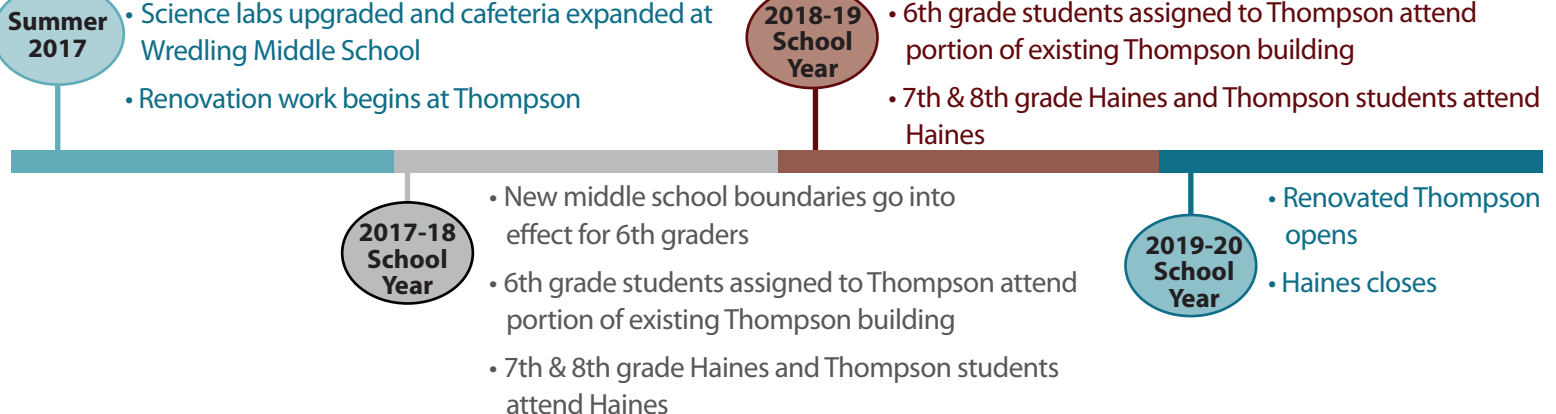 Summer
2017
• Science labs upgraded and cafeteria expanded at
Wredling Middle School
• Renovation work begins at Thompson
2018-19
School
Year
• 6th grade students assigned to Thompson attend
portion of existing Thompson building
• 7th & 8th grade Haines and Thompson students attend
Haines
2017-18
School
Year
• New middle school boundaries go into
effect for 6th graders
• 6th grade students assigned to Thompson attend
portion of existing Thompson building
• 7th & 8th grade Haines and Thompson students
attend Haines
2019-20
School
Year
• Renovated Thompson
opens
• Haines closes